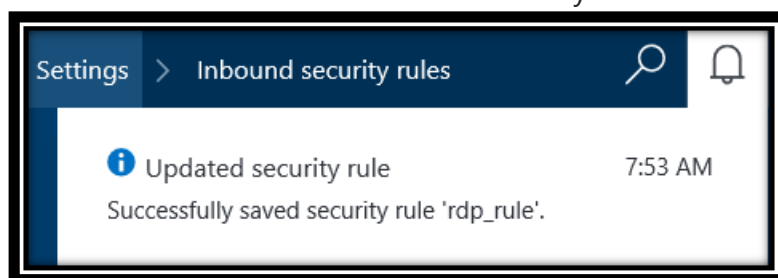 Settings > Inbound security rules
Updated security rule 7:53 AM
Successfully saved security rule 'rdp_rule'.